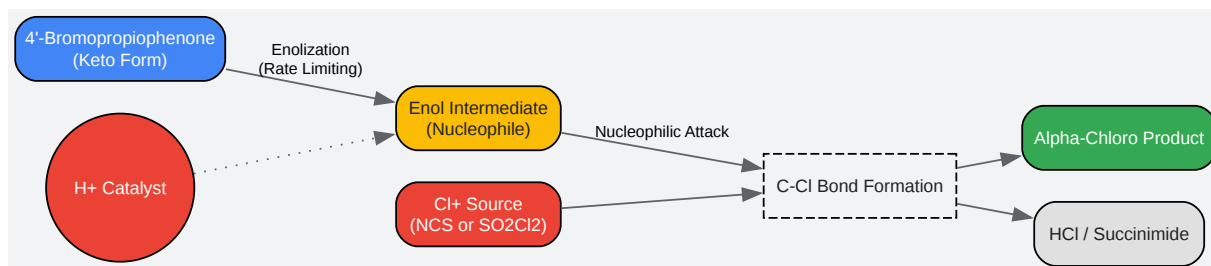 4'-Bromopropiophenone
(Keto Form)
Enolization
(Rate Limiting)
H+ Catalyst
Enol Intermediate
(Nucleophile)
Nucleophilic Attack
Cl+ Source
(NCS or SO2Cl2)
C-Cl Bond Formation
Alpha-Chloro Product
HCl / Succinimide